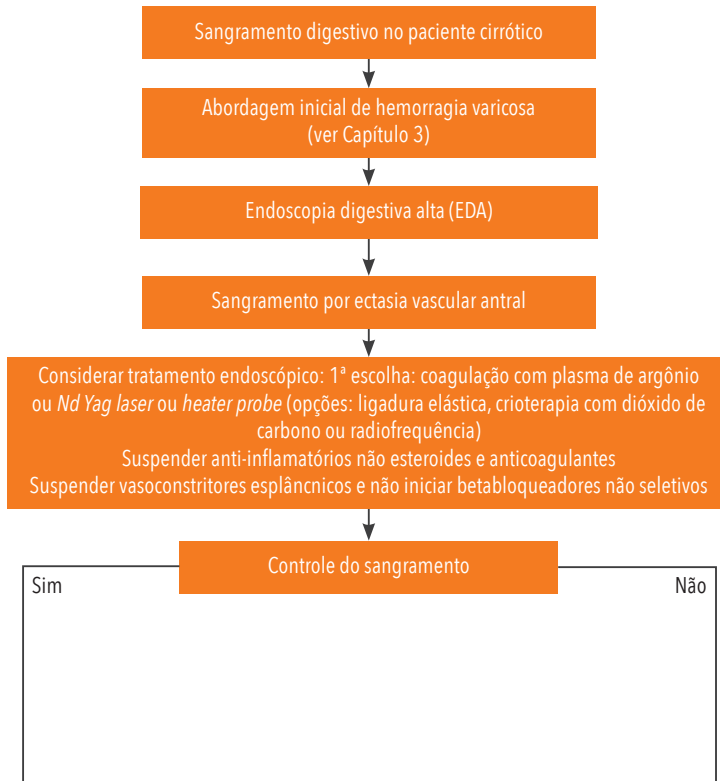 Sangramento digestivo no paciente cirrótico
Abordagem inicial de hemorragia varicosa
(ver Capítulo 3)
Endoscopia digestiva alta (EDA)
Sangramento por ectasia vascular antral
Considerar tratamento endoscópico: 1ª escolha: coagulação com plasma de argônio
ou Nd Yag laser ou heater probe (opções: ligadura elástica, crioterapia com dióxido de
carbono ou radiofrequência)
Suspender anti-inflamatórios não esteroides e anticoagulantes
Suspender vasoconstritores esplâncnicos e não iniciar betabloqueadores não seletivos
Controle do sangramento
Sim
Não